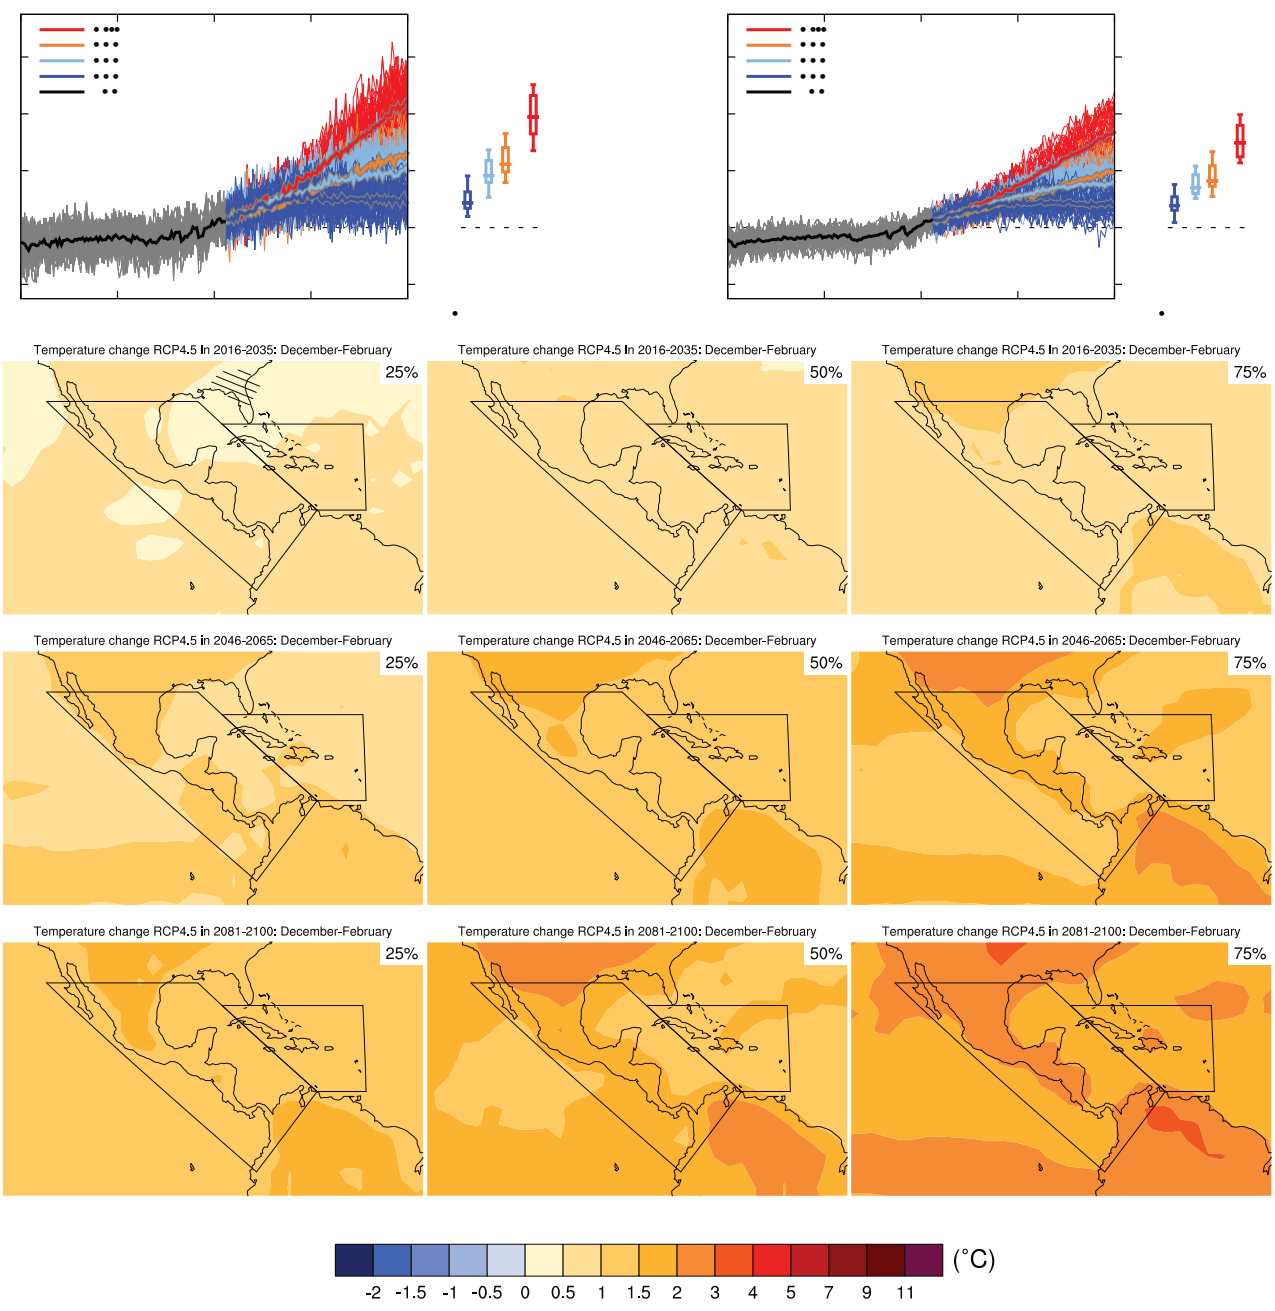 Temperature change RCP4.5 in 2016-2035: December-February
25%
Temperature change RCP4.5 in 2016-2035: December-February
50%
Temperature change RCP4.5 in 2016-2035: December-February
75%
Temperature change RCP4.5 in 2046-2065: December-February
25%
Temperature change RCP4.5 in 2046-2065: December-February
50%
Temperature change RCP4.5 in 2046-2065: December-February
75%
Temperature change RCP4.5 in 2081-2100: December-February
25%
Temperature change RCP4.5 in 2081-2100: December-February
50%
Temperature change RCP4.5 in 2081-2100: December-February
75%
(°C)
-2 -1.5 -1 -0.5 0 0.5 1 1.5 2 3 4 5 7 9 11